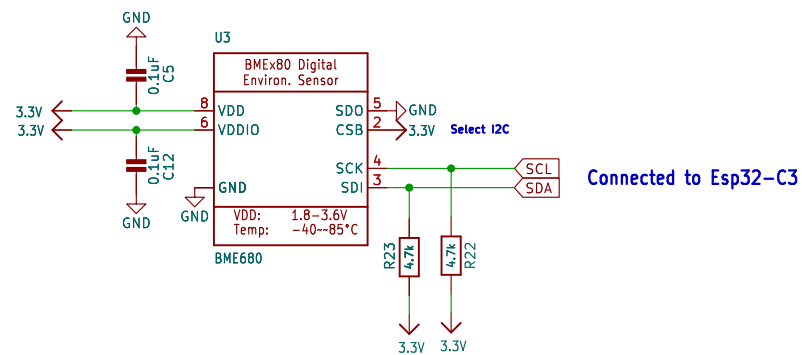 GND
U3
0.1uF
C5
BMEx80 Digital
Environ. Sensor
3.3V
8
VDD
SDO
5
GND
3.3V
6
VDDIO
CSB
2
3.3V
Select I2C
0.1uF
C12
SCK
4
SCL
Connected to Esp32-C3
GND
SDI
3
SDA
GND
GND
VDD: 1.8-3.6V
Temp: -40~~85°C
BME680
R23
4.7k
4.7k
R22
3.3V
3.3V